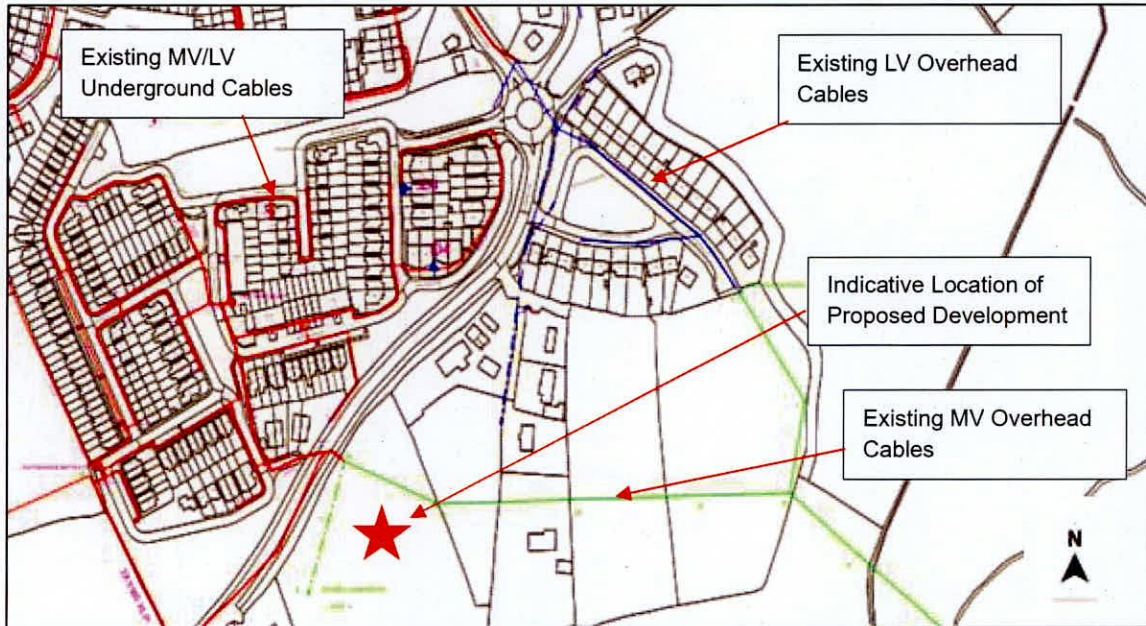 Existing MV/LV
Underground Cables
Existing LV Overhead
Cables
Indicative Location of
Proposed Development
Existing MV Overhead
Cables
N